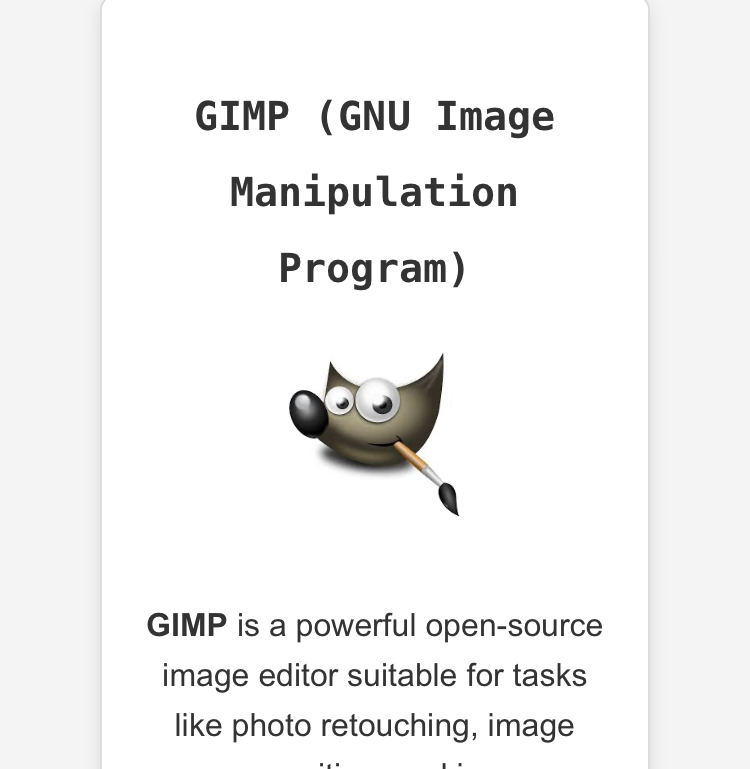 GIMP (GNU Image
Manipulation
Program)
GIMP is a powerful open-source
image editor suitable for tasks
like photo retouching, image